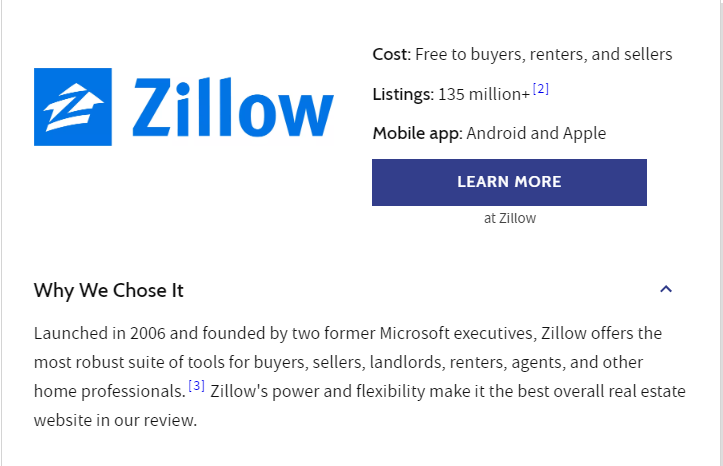 Zillow
Cost: Free to buyers, renters, and sellers
Listings: 135 million+ [2]
Mobile app: Android and Apple
LEARN MORE
at Zillow
Why We Chose It
Launched in 2006 and founded by two former Microsoft executives, Zillow offers the
most robust suite of tools for buyers, sellers, landlords, renters, agents, and other
home professionals. [3] Zillow's power and flexibility make it the best overall real estate
website in our review.